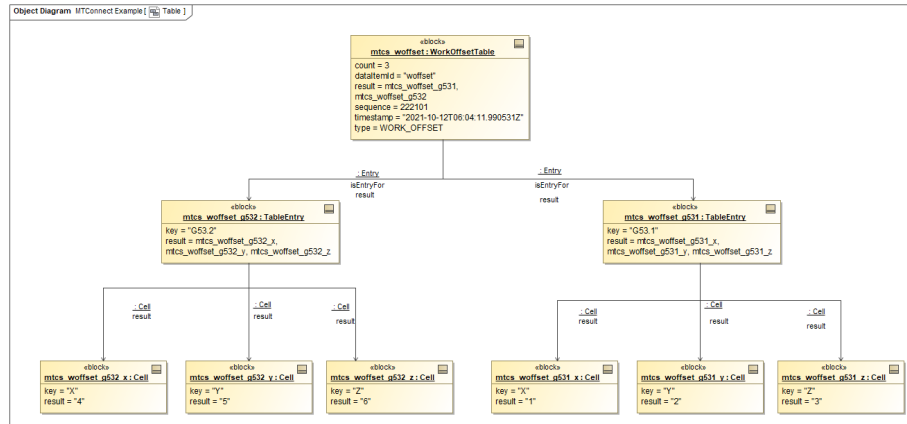 Object Diagram MTConnect Example [ Table ]
«block»
mtcs_woffset : WorkOffsetTable
count = 3
dataItemId = "woffset"
result = mtcs_woffset_g531,
mtcs_woffset_g532
sequence = 222101
timestamp = "2021-10-12T06:04:11.990531Z"
type = WORK_OFFSET
: Entry
isEntryFor
result
: Entry
isEntryFor
result
«block»
mtcs_woffset_g532 : TableEntry
key = "G53.2"
result = mtcs_woffset_g532_x,
mtcs_woffset_g532_y, mtcs_woffset_g532_z
«block»
mtcs_woffset_g531 : TableEntry
key = "G53.1"
result = mtcs_woffset_g531_x,
mtcs_woffset_g531_y, mtcs_woffset_g531_z
: Cell
result
: Cell
result
: Cell
result
: Cell
result
: Cell
result
: Cell
result
«block»
mtcs_woffset_g532_x : Cell
key = "X"
result = "4"
«block»
mtcs_woffset_g532_y : Cell
key = "Y"
result = "5"
«block»
mtcs_woffset_g532_z : Cell
key = "Z"
result = "6"
«block»
mtcs_woffset_g531_x : Cell
key = "X"
result = "1"
«block»
mtcs_woffset_g531_y : Cell
key = "Y"
result = "2"
«block»
mtcs_woffset_g531_z : Cell
key = "Z"
result = "3"